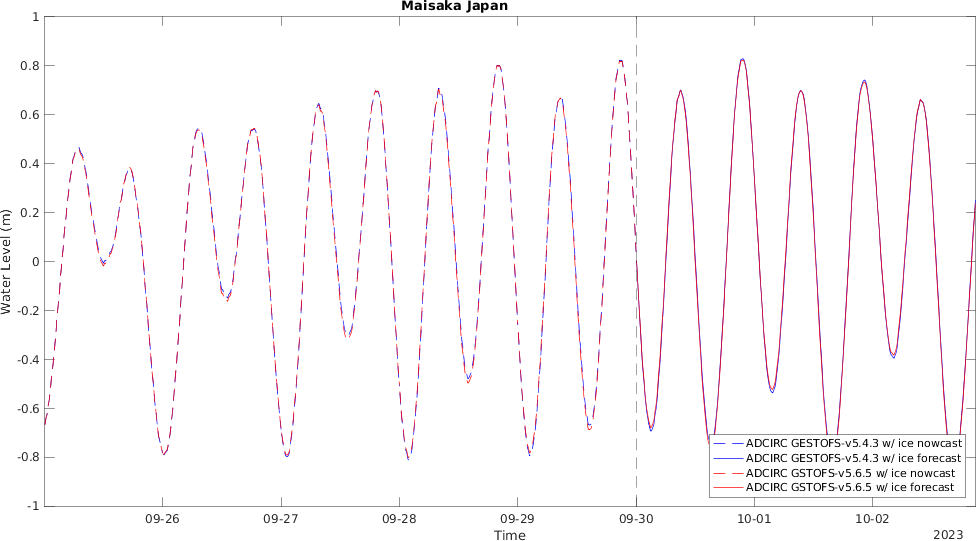 Maisaka Japan
1
0.8
0.6
0.4
0.2
0
-0.2
-0.4
-0.6
-0.8
-1
Water Level (m)
09-26 09-27 09-28 09-29 09-30 10-01 10-02
Time
2023
ADCIRC GESTOFS-v5.4.3 w/ ice nowcast
ADCIRC GESTOFS-v5.4.3 w/ ice forecast
ADCIRC GSTOFS-v5.6.5 w/ ice nowcast
ADCIRC GSTOFS-v5.6.5 w/ ice forecast